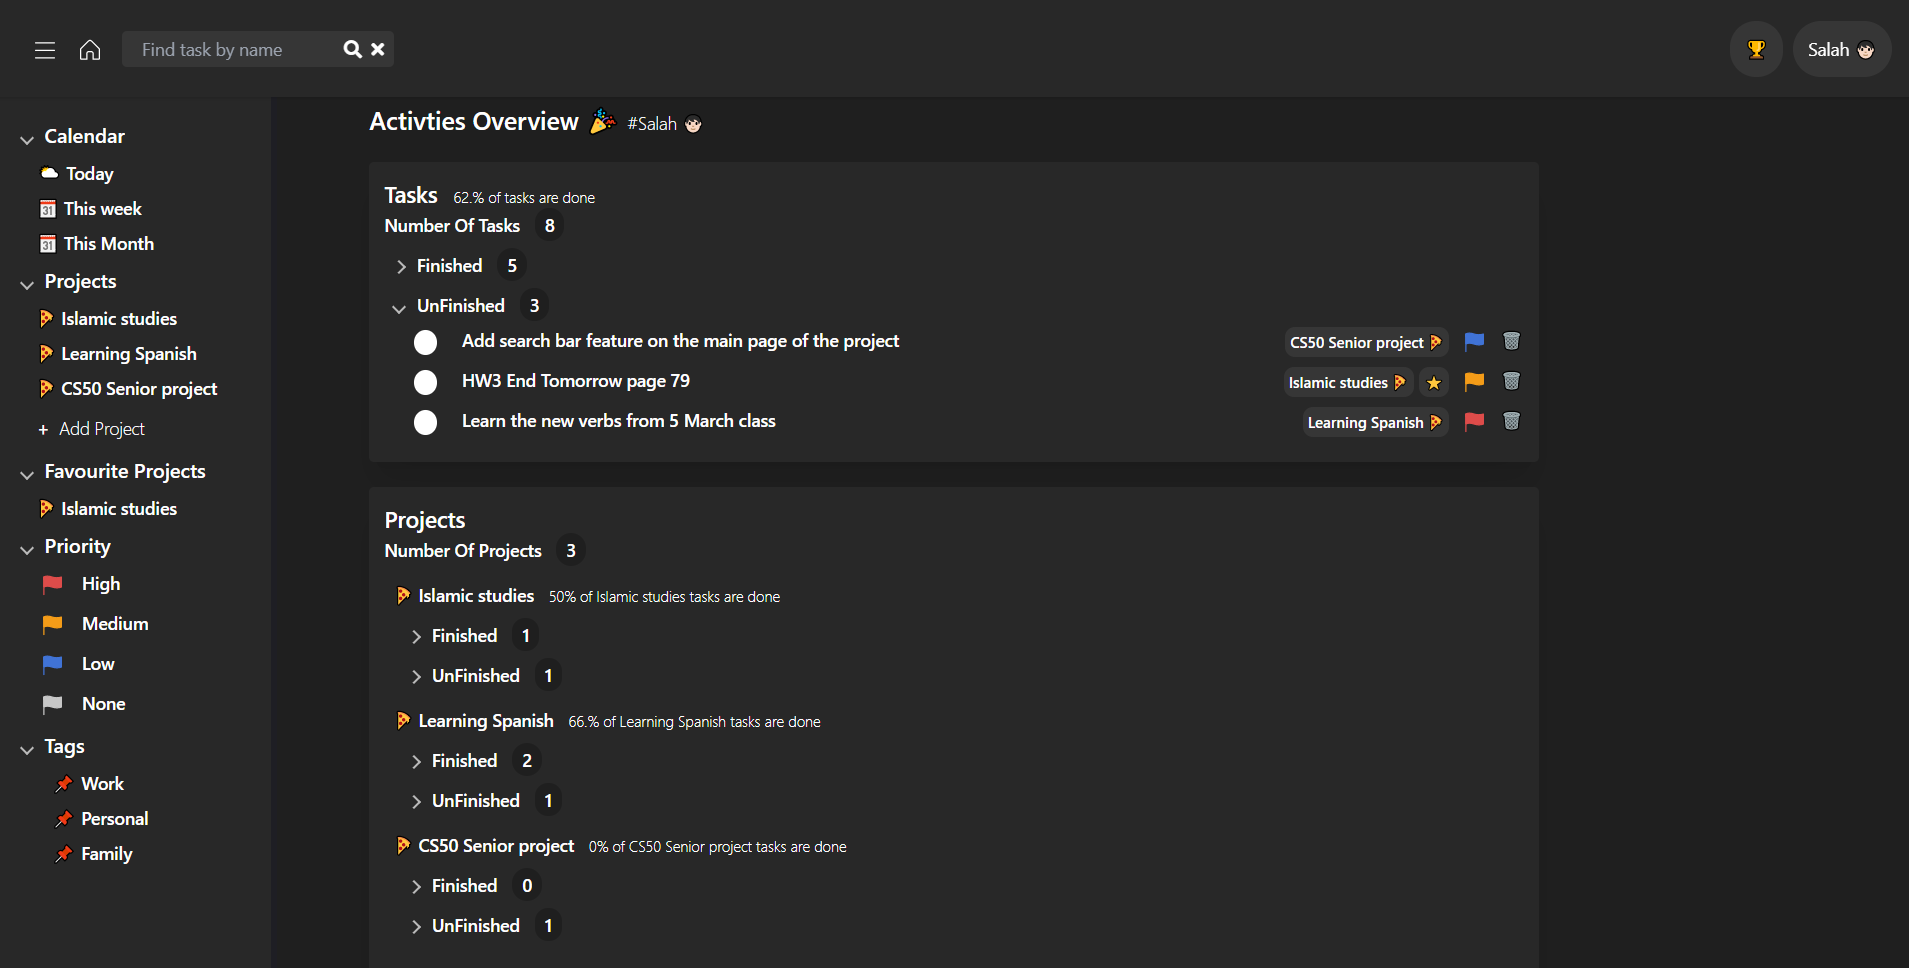 Find task by name
Salah
Calendar
Today
31 This week
31 This Month
Projects
Islamic studies
Learning Spanish
CS50 Senior project
+ Add Project
Favourite Projects
Islamic studies
Priority
High
Medium
Low
None
Tags
Work
Personal
Family
Activties Overview #Salah
Tasks 62.% of tasks are done
Number Of Tasks 8
Finished 5
UnFinished 3
Add search bar feature on the main page of the project CS50 Senior project
HW3 End Tomorrow page 79 Islamic studies
Learn the new verbs from 5 March class Learning Spanish
Projects
Number Of Projects 3
Islamic studies 50% of Islamic studies tasks are done
Finished 1
UnFinished 1
Learning Spanish 66.% of Learning Spanish tasks are done
Finished 2
UnFinished 1
CS50 Senior project 0% of CS50 Senior project tasks are done
Finished 0
UnFinished 1